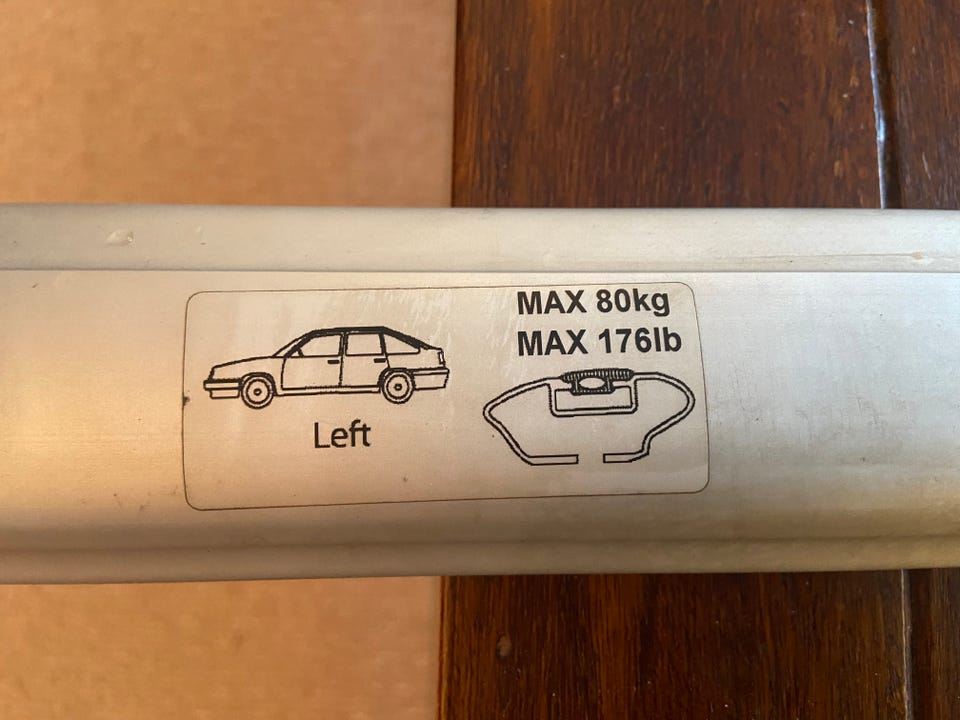 MAX 80kg
MAX 176lb
Left